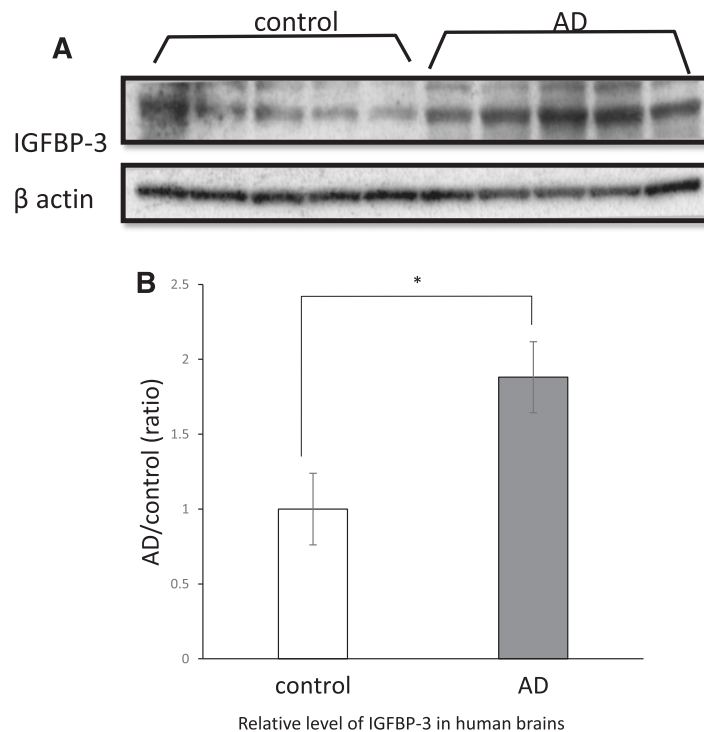 control AD
A
IGFBP-3
β actin
B
*
2.5
2
1.5
1
0.5
0
AD/control (ratio)
control AD
Relative level of IGFBP-3 in human brains